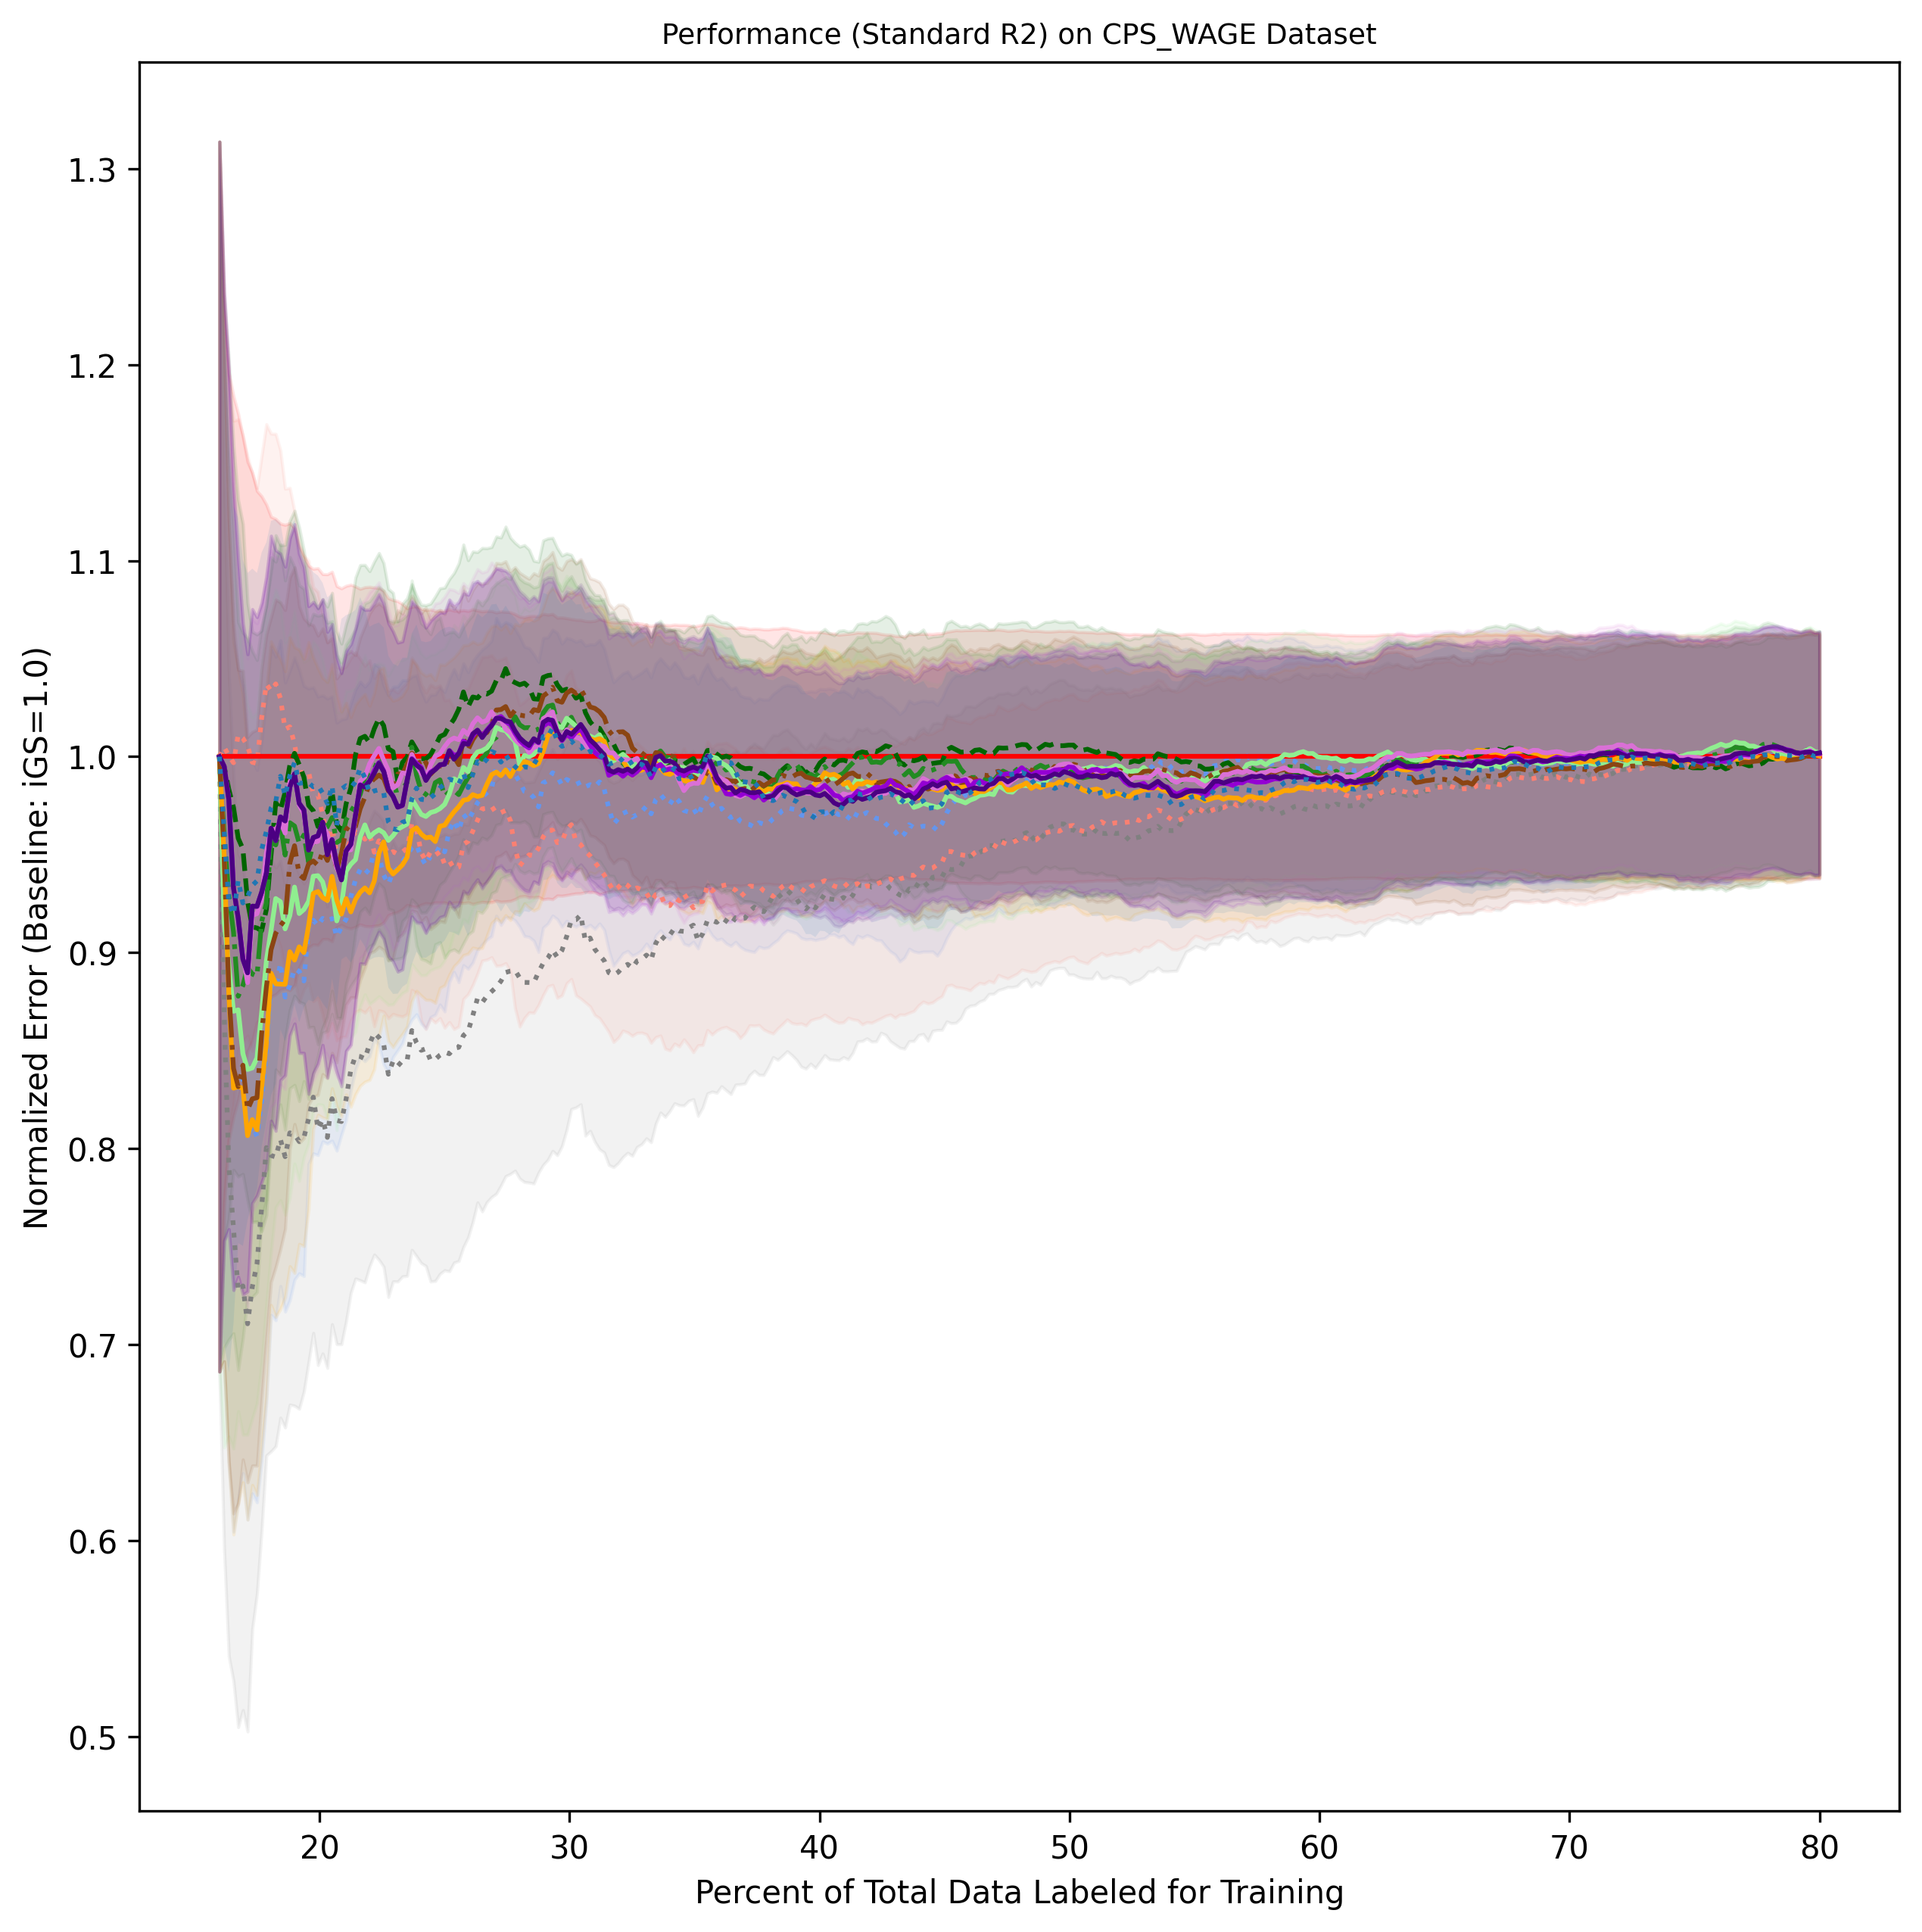 Performance (Standard R2) on CPS_WAGE Dataset
Normalized Error (Baseline: iGS=1.0)
1.3
1.2
1.1
1.0
0.9
0.8
0.7
0.6
0.5
20 30 40 50 60 70 80
Percent of Total Data Labeled for Training